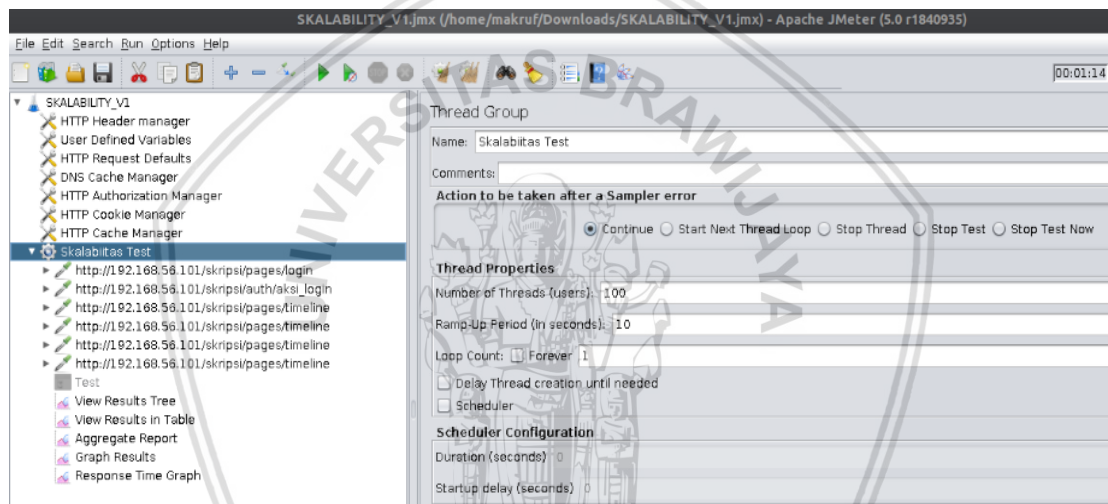 SKALABILITY_V1.jmx (/home/makruf/Downloads/SKALABILITY_V1.jmx) - Apache JMeter (5.0 r1840935)
File Edit Search Run Options Help
00:01:14
SKALABILITY_V1
HTTP Header manager
User Defined Variables
HTTP Request Defaults
DNS Cache Manager
HTTP Authorization Manager
HTTP Cookie Manager
HTTP Cache Manager
Skalabiitas Test
http://192.168.56.101/skripsi/pages/login
http://192.168.56.101/skripsi/auth/aksi_login
http://192.168.56.101/skripsi/pages/timeline
http://192.168.56.101/skripsi/pages/timeline
http://192.168.56.101/skripsi/pages/timeline
http://192.168.56.101/skripsi/pages/timeline
Test
View Results Tree
View Results in Table
Aggregate Report
Graph Results
Response Time Graph
Thread Group
Name: Skalabiitas Test
Comments:
Action to be taken after a Sampler error
Continue Start Next Thread Loop Stop Thread Stop Test Stop Test Now
Thread Properties
Number of Threads (users): 100
Ramp-Up Period (in seconds): 10
Loop Count: Forever 1
Delay Thread creation until needed
Scheduler
Scheduler Configuration
Duration (seconds) 0
Startup delay (seconds) 0
UNIVERSITAS BRAWIJAYA